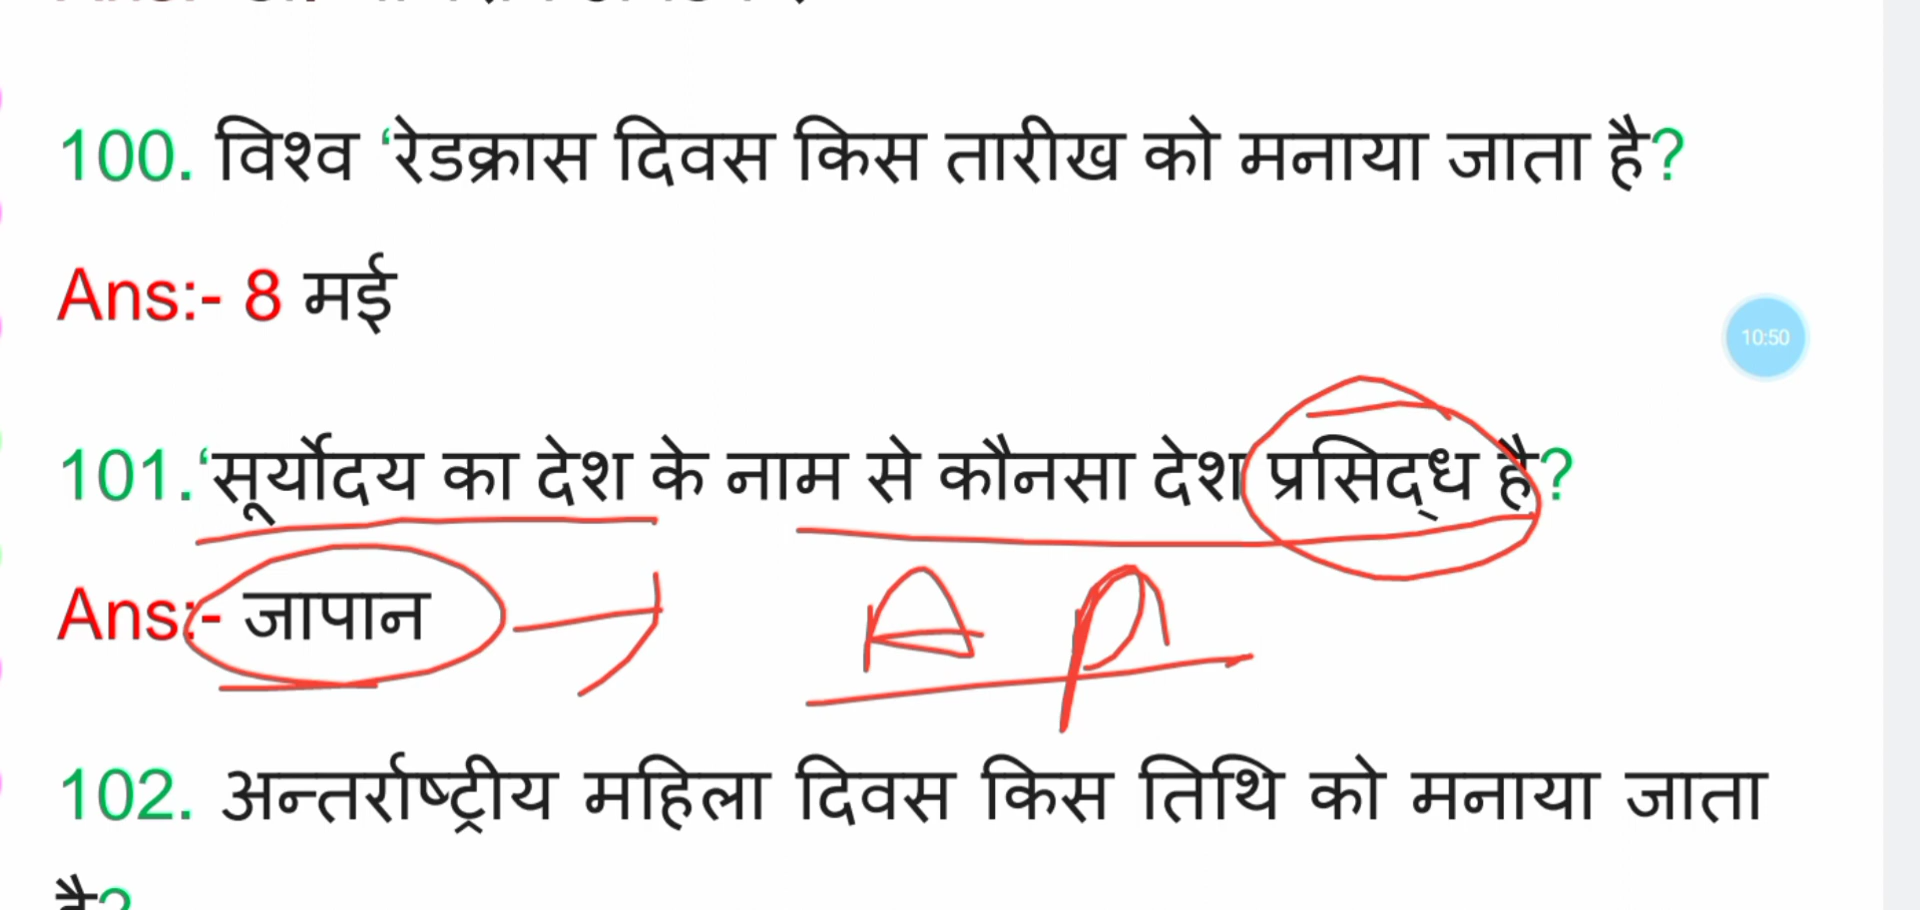 100. विश्व ‘रेडक्रास दिवस किस तारीख को मनाया जाता है?
Ans:- 8 मई
10:50
101.‘सूर्योदय का देश के नाम से कौनसा देश प्रसिद्ध है?
Ans:- जापान
A P
102. अन्तर्राष्ट्रीय महिला दिवस किस तिथि को मनाया जाता
है?